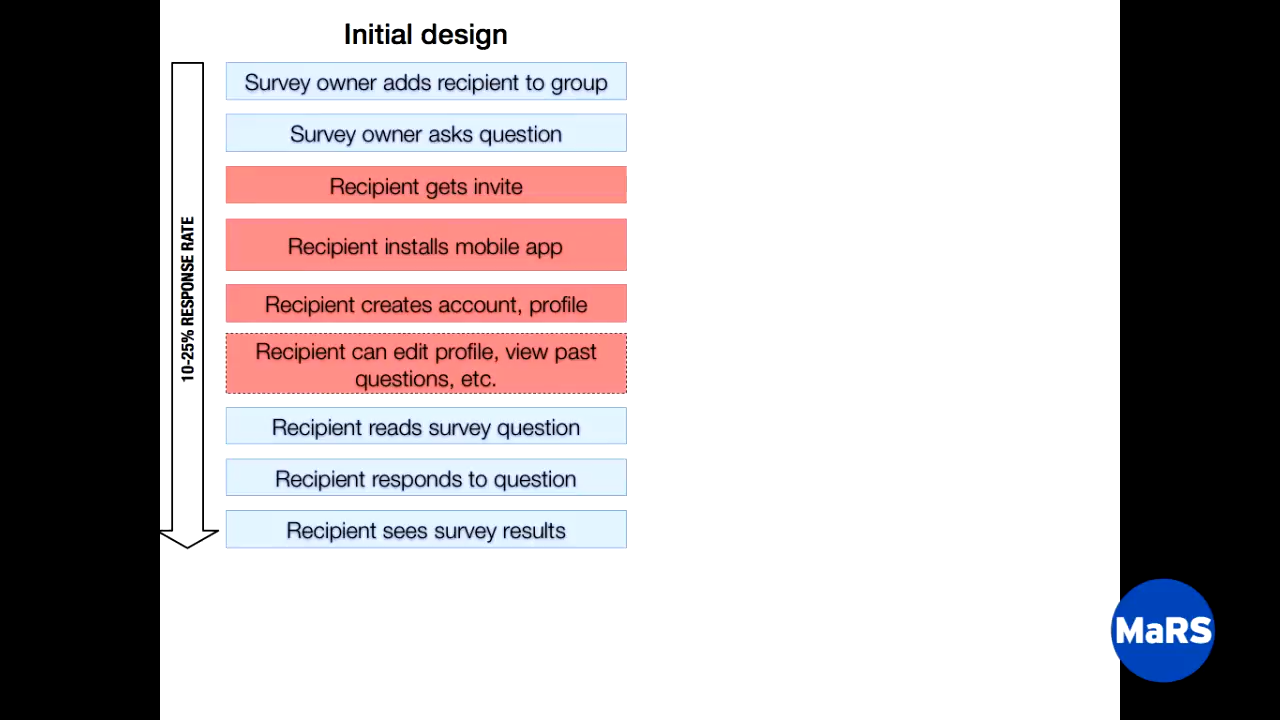 Initial design
Survey owner adds recipient to group
Survey owner asks question
Recipient gets invite
Recipient installs mobile app
Recipient creates account, profile
Recipient can edit profile, view past
questions, etc.
Recipient reads survey question
Recipient responds to question
Recipient sees survey results
10-25% RESPONSE RATE
MaRS